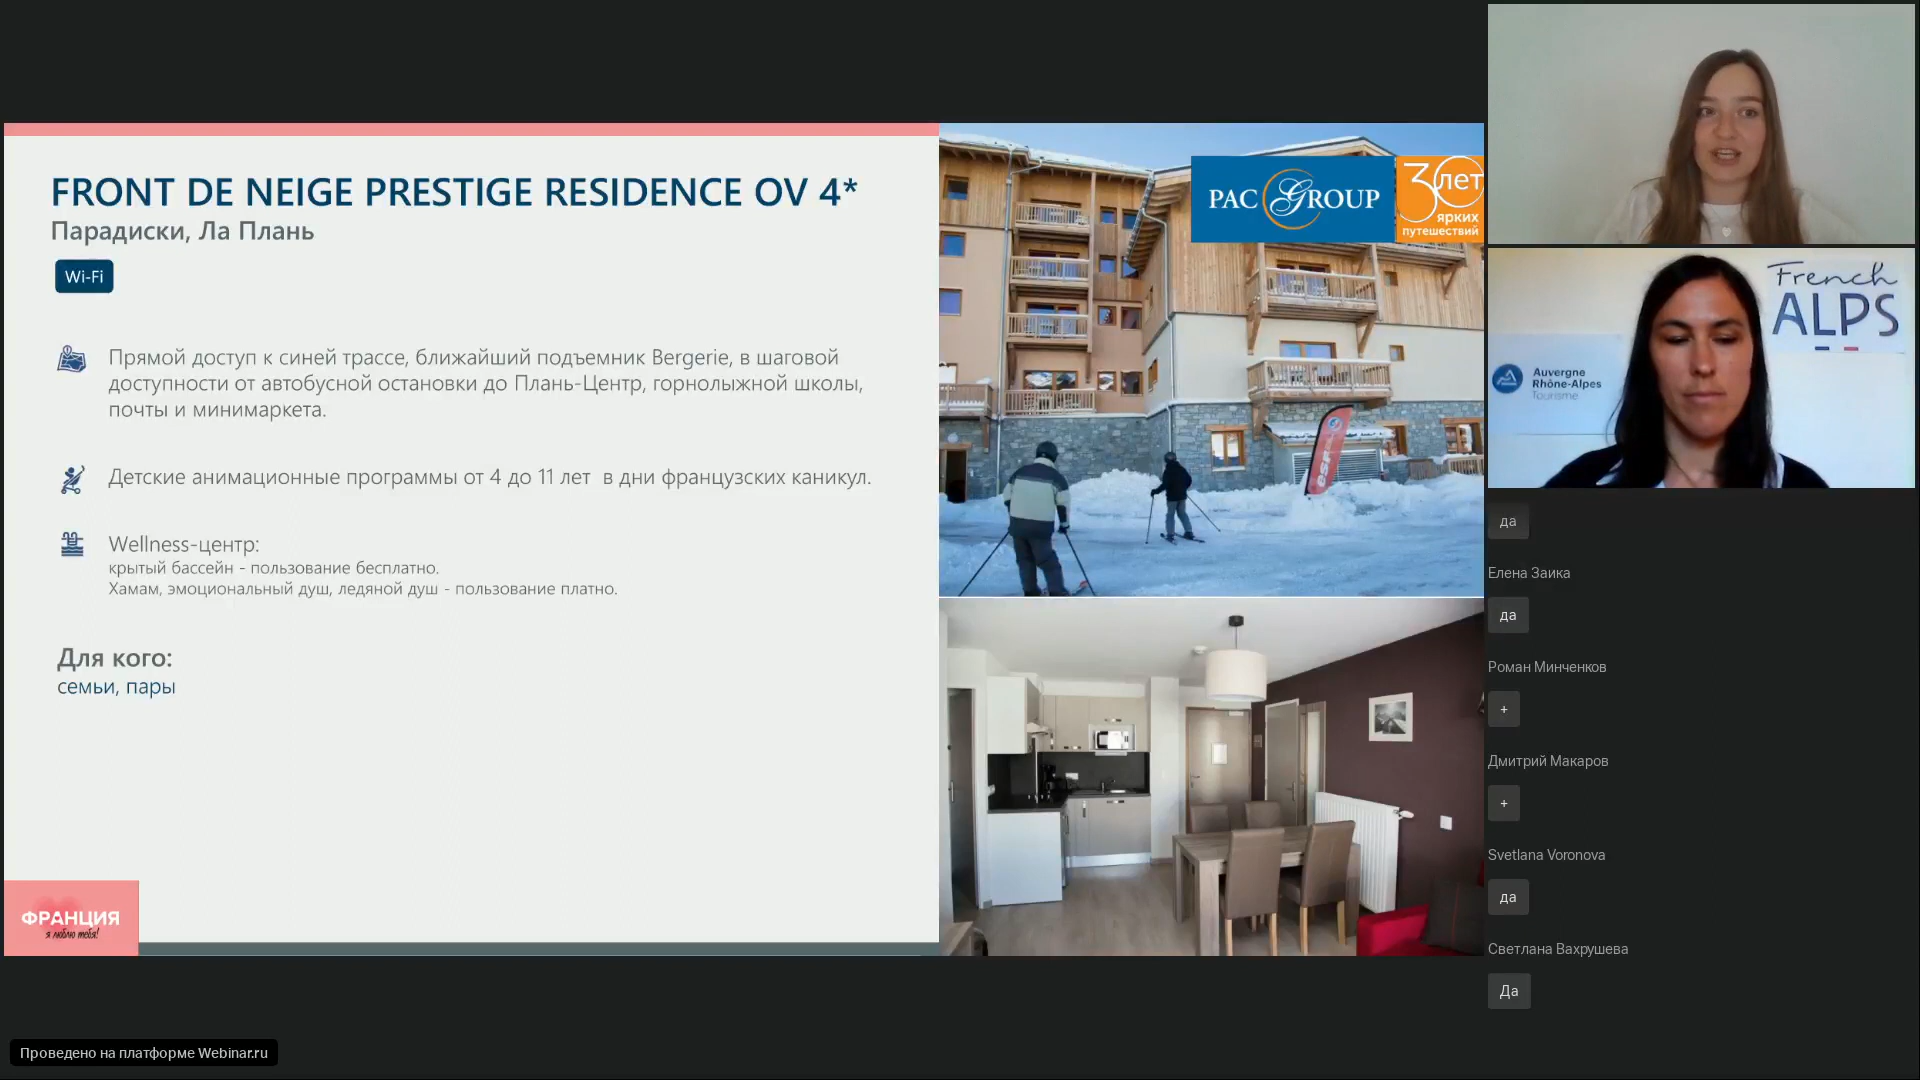 FRONT DE NEIGE PRESTIGE RESIDENCE OV 4*
Парадиски, Ла Плань
Wi-Fi
Прямой доступ к синей трассе, ближайший подъемник Bergerie, в шаговой
доступности от автобусной остановки до Плань-Центр, горнолыжной школы,
почты и минимаркета.
Детские анимационные программы от 4 до 11 лет в дни французских каникул.
Wellness-центр:
крытый бассейн - пользование бесплатно.
Хамам, эмоциональный душ, ледяной душ - пользование платно.
Для кого:
семьи, пары
ФРАНЦИЯ
я люблю тебя!
PAC GROUP
30 лет
ярких
путешествий
esf
French
ALPS
Auvergne
Rhône-Alpes
Tourisme
да
Елена Заика
да
Роман Минченков
+
Дмитрий Макаров
+
Svetlana Voronova
да
Светлана Вахрушева
Да
Проведено на платформе Webinar.ru